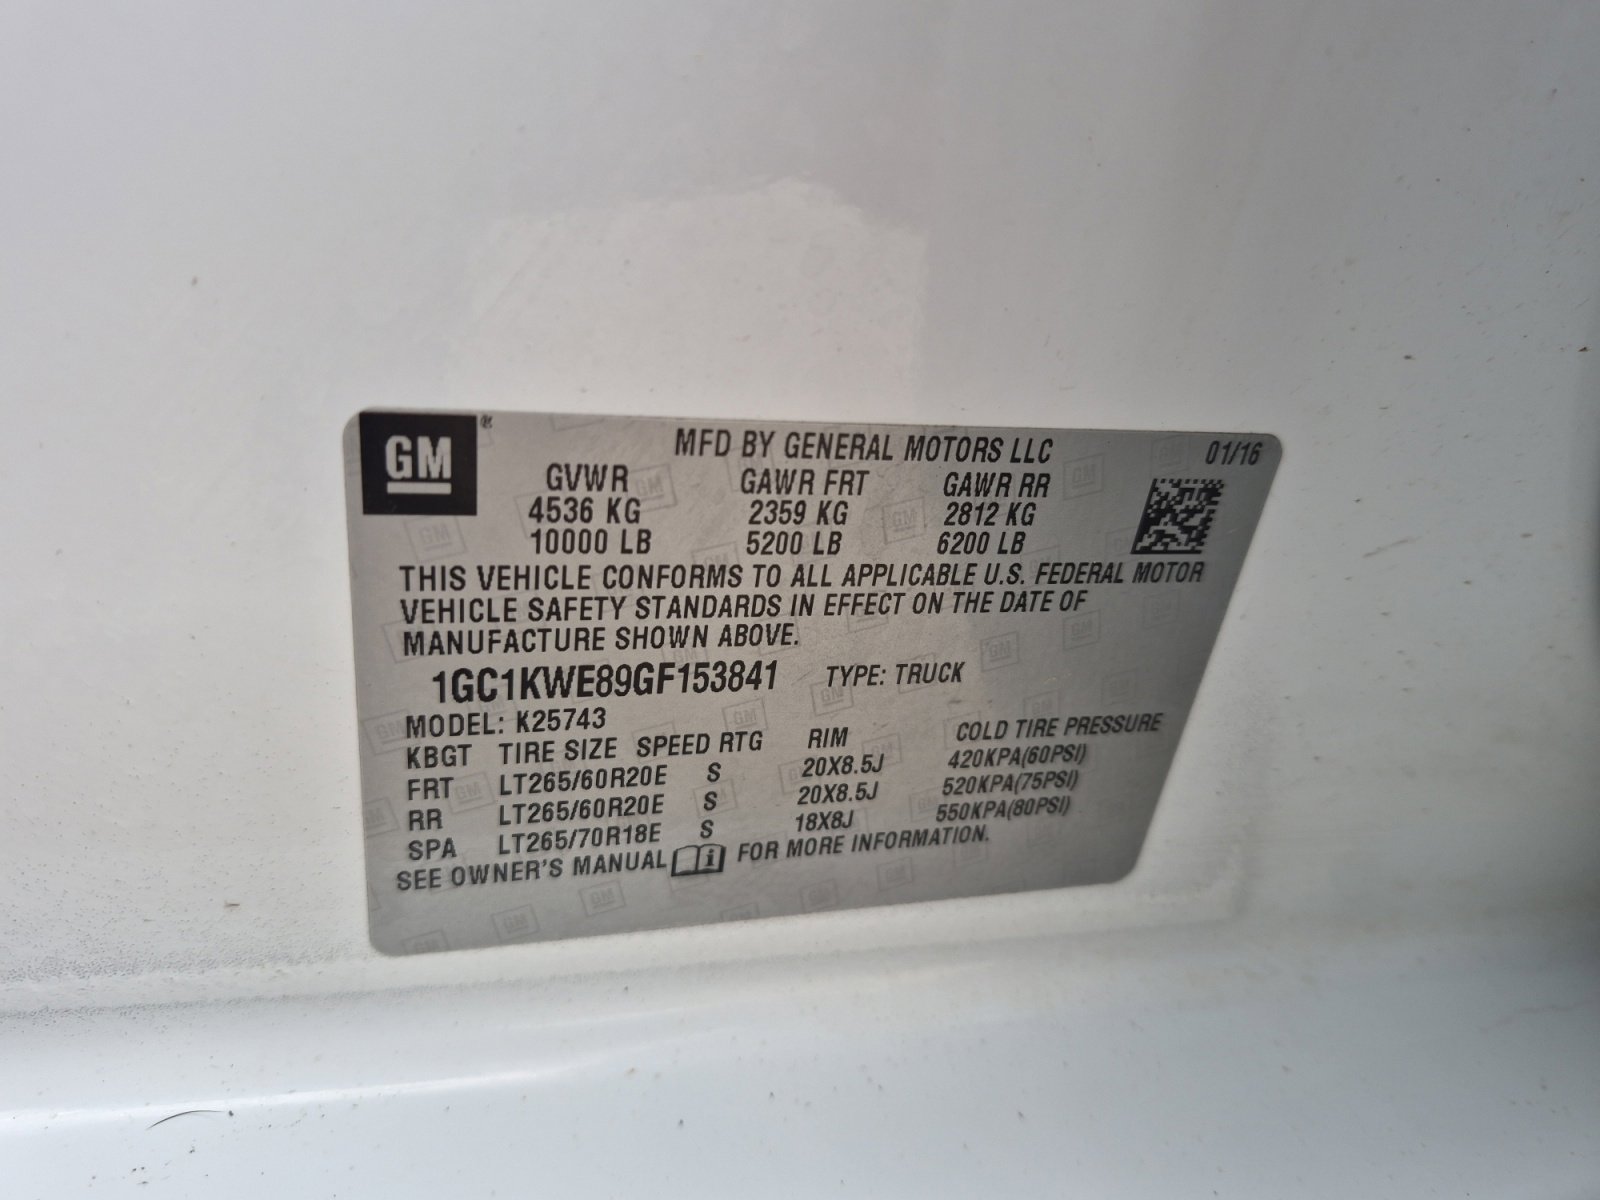 GM ® MFD BY GENERAL MOTORS LLC 01/16
GVWR GAWR FRT GAWR RR
4536 KG 2359 KG 2812 KG
10000 LB 5200 LB 6200 LB
THIS VEHICLE CONFORMS TO ALL APPLICABLE U.S. FEDERAL MOTOR
VEHICLE SAFETY STANDARDS IN EFFECT ON THE DATE OF
MANUFACTURE SHOWN ABOVE.
1GC1KWE89GF153841 TYPE: TRUCK
MODEL: K25743
KBGT TIRE SIZE SPEED RTG RIM COLD TIRE PRESSURE
FRT LT265/60R20E S 20X8.5J 420KPA(60PSI)
RR LT265/60R20E S 20X8.5J 520KPA(75PSI)
SPA LT265/70R18E S 18X8J 550KPA(80PSI)
SEE OWNER'S MANUAL FOR MORE INFORMATION.